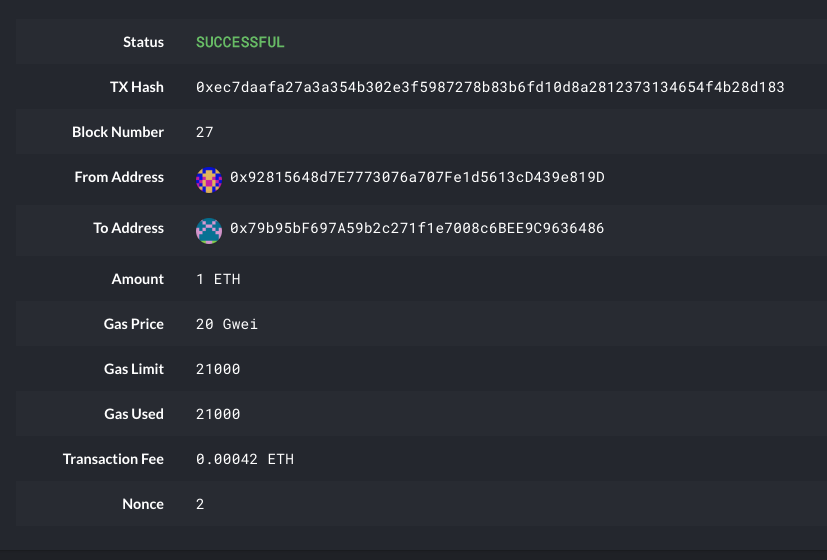 Status SUCCESSFUL
TX Hash 0xec7daafa27a3a354b302e3f5987278b83b6fd10d8a2812373134654f4b28d183
Block Number 27
From Address 0x92815648d7E7773076a707Fe1d5613cD439e819D
To Address 0x79b95bF697A59b2c271f1e7008c6BEE9C9636486
Amount 1 ETH
Gas Price 20 Gwei
Gas Limit 21000
Gas Used 21000
Transaction Fee 0.00042 ETH
Nonce 2